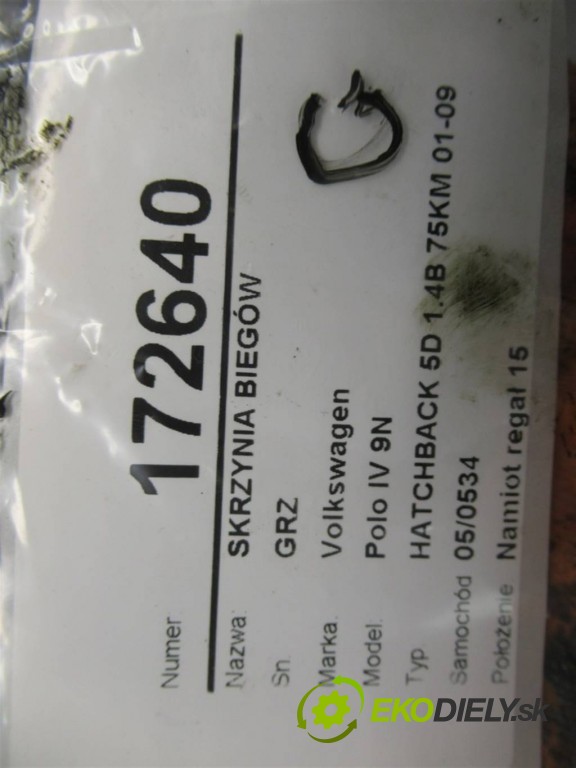 Numer 172640
Nazwa: SKRZYNIA BIEGÓW
Sn. GRZ
Marka. Volkswagen
Model: Polo IV 9N
Typ HATCHBACK 5D 1.4B 75KM 01-09
Samochód 05/0534
Położenie Namiot regał 15
EKODIELY.sk